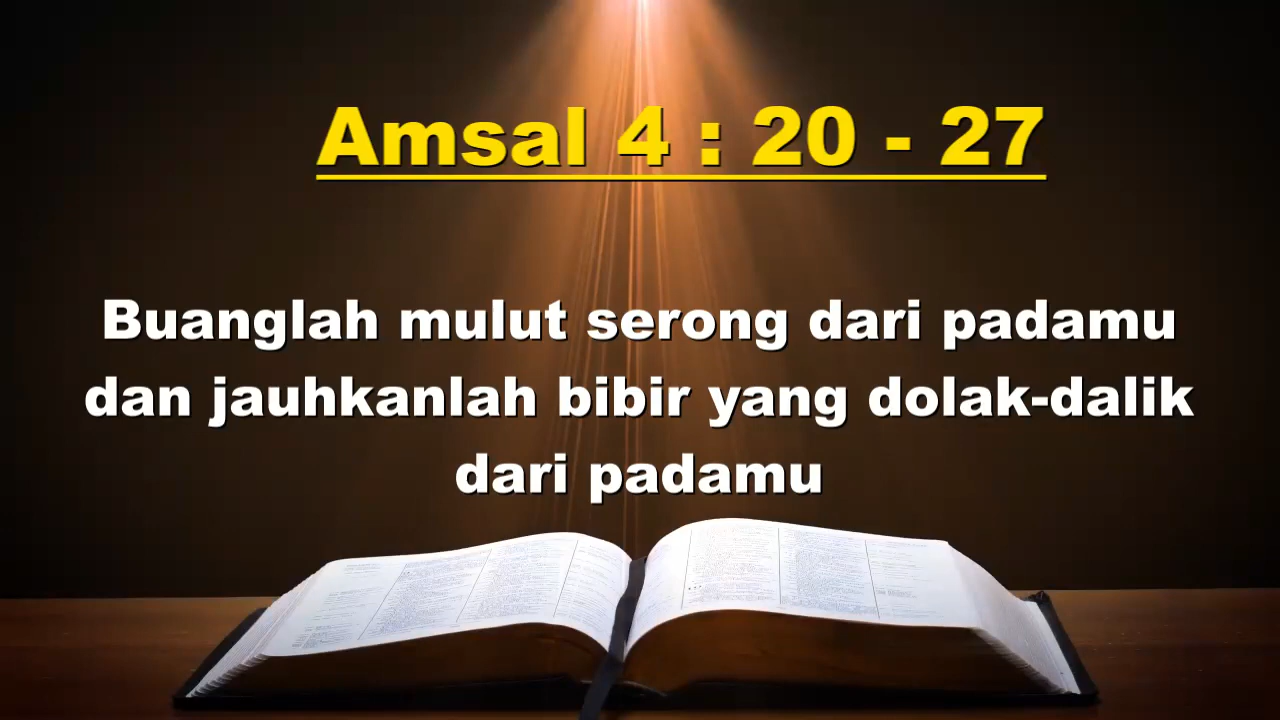 Amsal 4 : 20 - 27
Buanglah mulut serong dari padamu
dan jauhkanlah bibir yang dolak-dalik
dari padamu